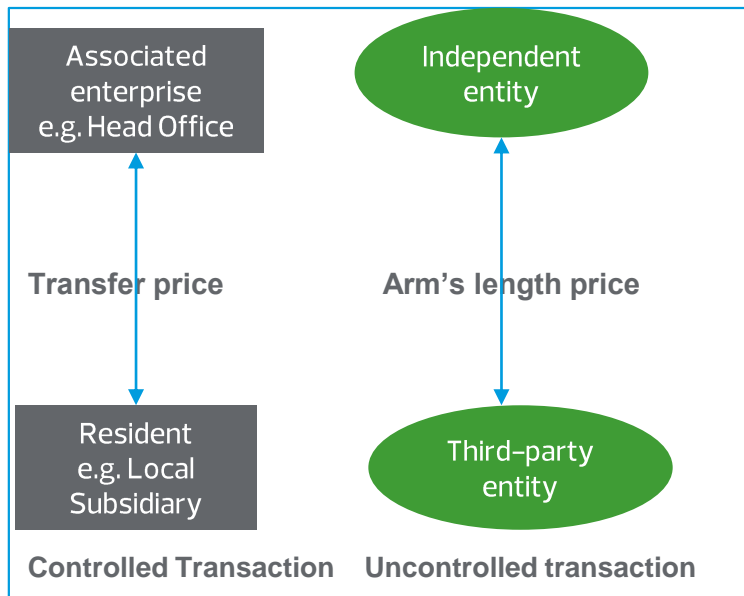 Associated
enterprise
e.g. Head Office
Independent
entity
Transfer price
Arm's length price
Resident
e.g. Local
Subsidiary
Third-party
entity
Controlled Transaction
Uncontrolled transaction